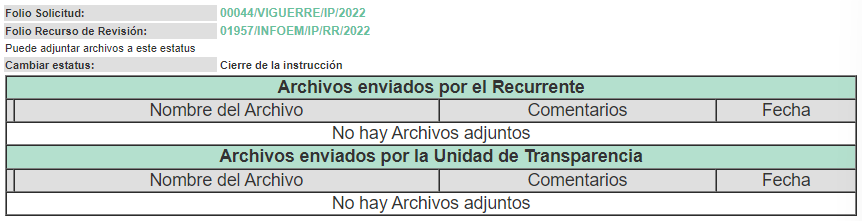 Folio Solicitud: 00044/VIGUERRE/IP/2022
Folio Recurso de Revisión: 01957/INFOEM/IP/RR/2022
Puede adjuntar archivos a este estatus
Cambiar estatus: Cierre de la instrucción
Archivos enviados por el Recurrente
Nombre del Archivo Comentarios Fecha
No hay Archivos adjuntos
Archivos enviados por la Unidad de Transparencia
Nombre del Archivo Comentarios Fecha
No hay Archivos adjuntos